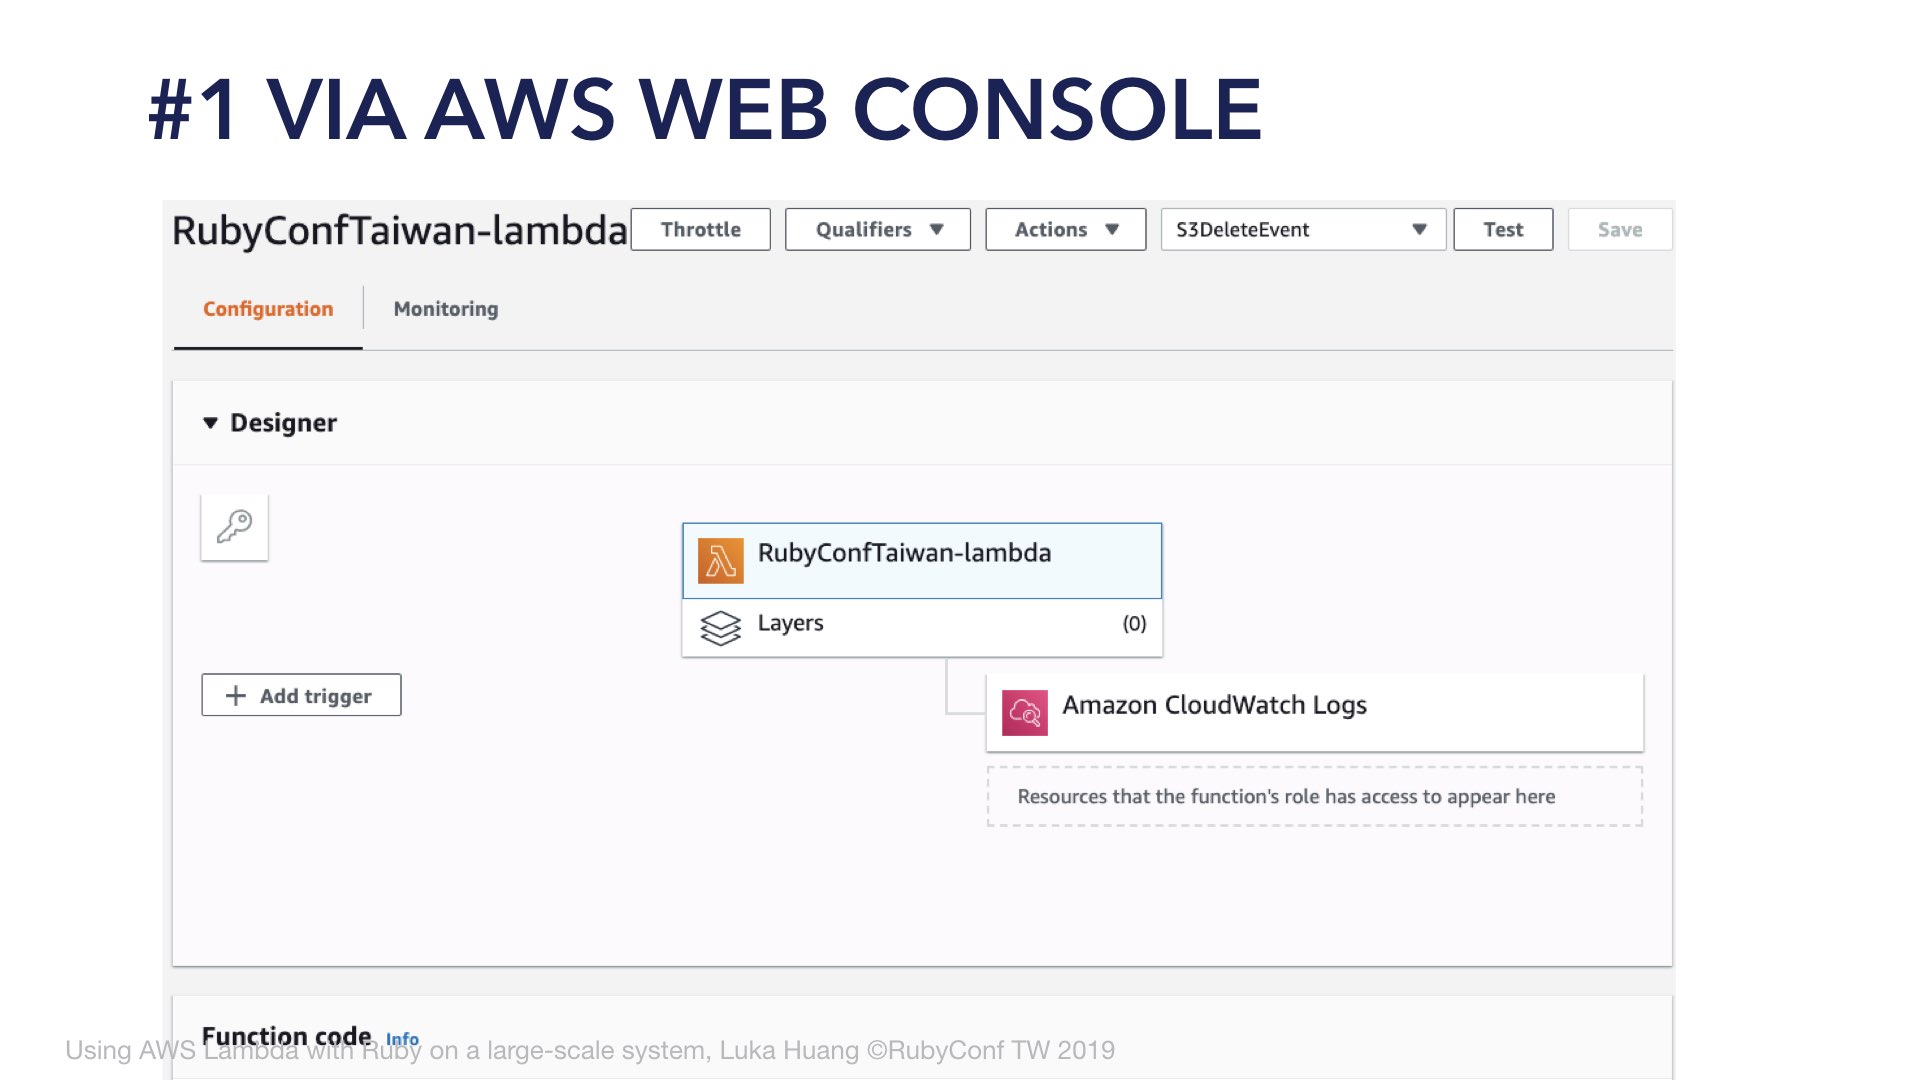 #1 VIA AWS WEB CONSOLE
RubyConfTaiwan-lambda Throttle Qualifiers Actions S3DeleteEvent Test Save
Configuration Monitoring
Designer
RubyConfTaiwan-lambda
Layers (0)
Add trigger
Amazon CloudWatch Logs
Resources that the function's role has access to appear here
Function code Info
Using AWS Lambda with Ruby on a large-scale system, Luka Huang ©RubyConf TW 2019